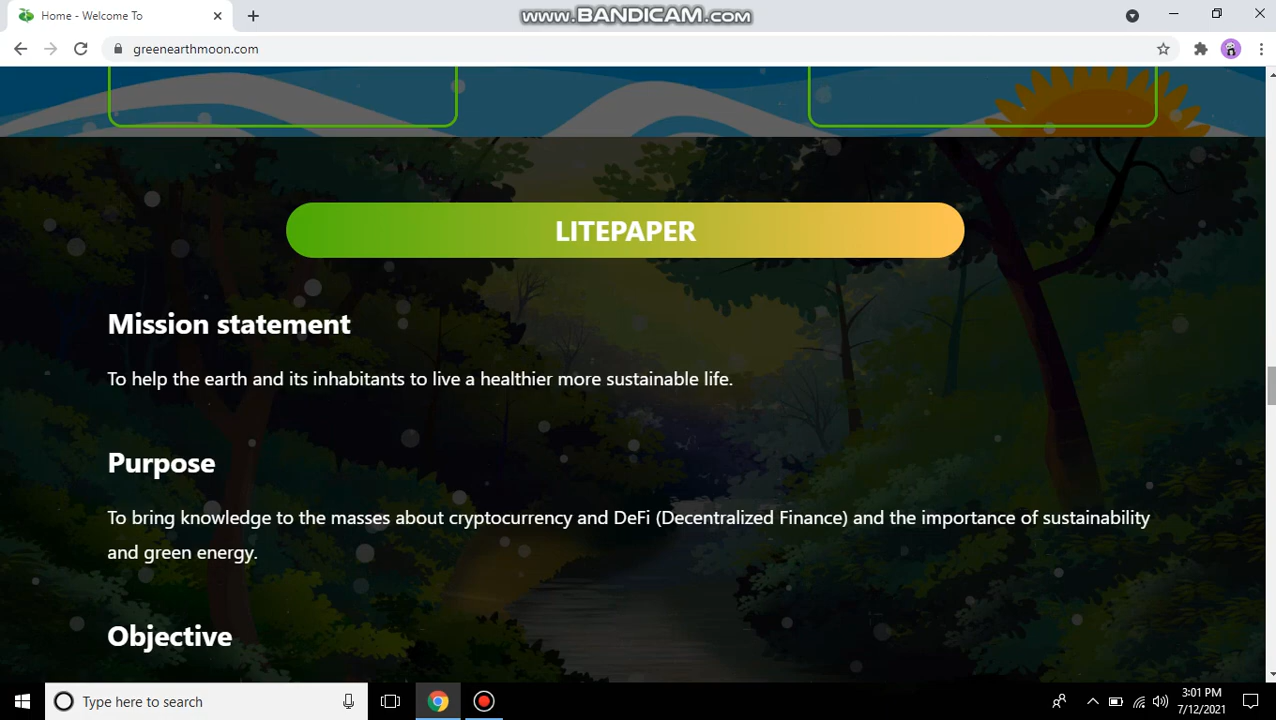 Home - Welcome To
www.BANDICAM.com
greenearthmoon.com
LITEPAPER
Mission statement
To help the earth and its inhabitants to live a healthier more sustainable life.
Purpose
To bring knowledge to the masses about cryptocurrency and DeFi (Decentralized Finance) and the importance of sustainability
and green energy.
Objective
Type here to search
3:01 PM
7/12/2021